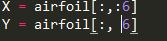 X = airfoil[:,:6]
Y = airfoil[:, 6]